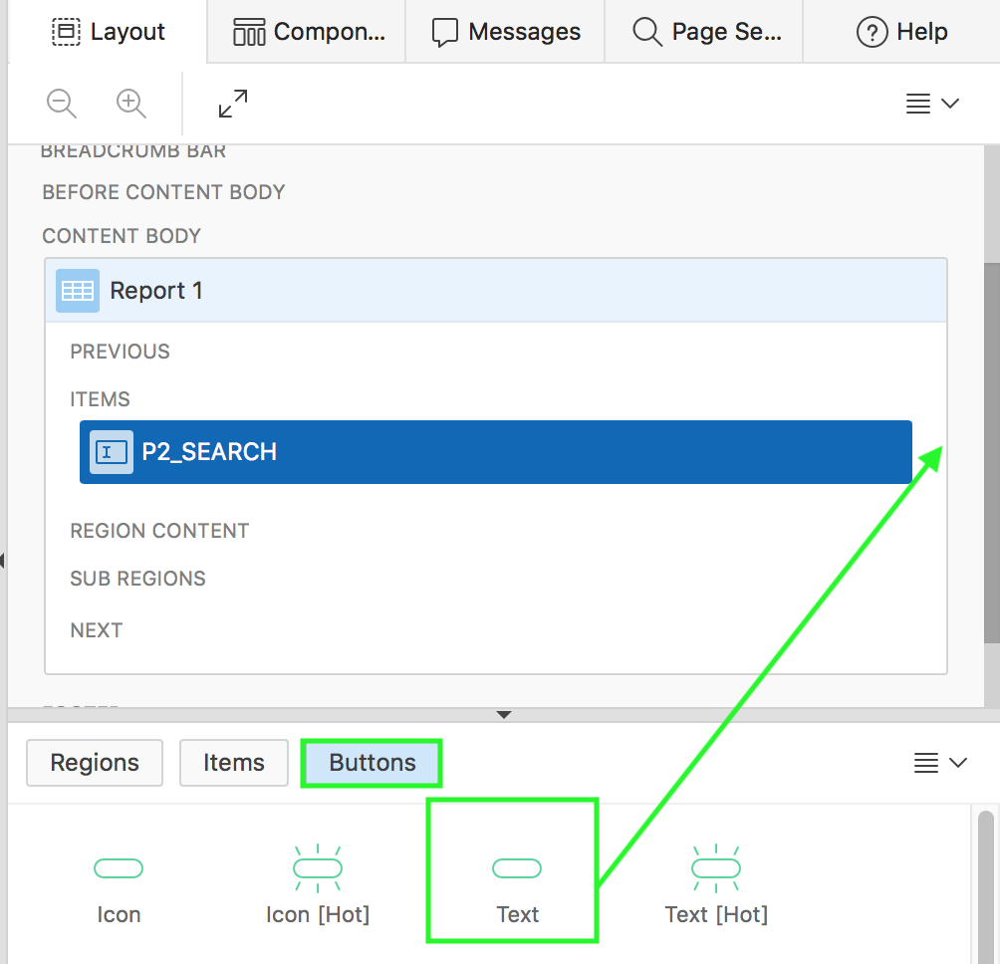 Layout Compon... Messages Page Se... Help
BREADCRUMB BAR
BEFORE CONTENT BODY
CONTENT BODY
Report 1
PREVIOUS
ITEMS
P2_SEARCH
REGION CONTENT
SUB REGIONS
NEXT
Regions Items Buttons
Icon Icon [Hot] Text Text [Hot]